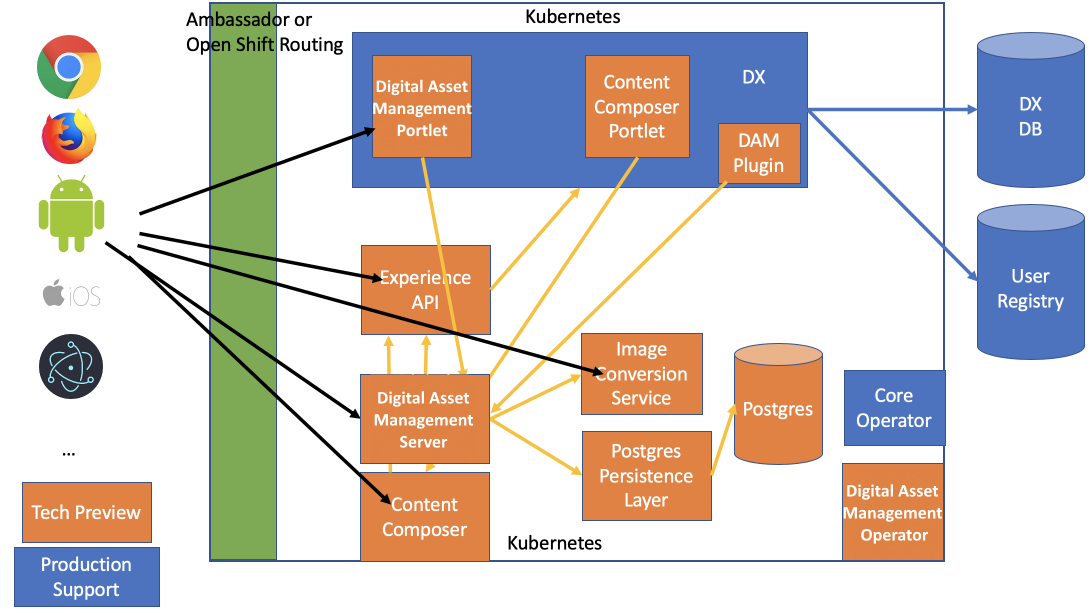 Ambassador or
Open Shift Routing
Kubernetes
Digital Asset
Management
Portlet
Content
Composer
Portlet
DX
DAM
Plugin
DX
DB
User
Registry
Experience
API
iOS
Image
Conversion
Service
Postgres
Digital Asset
Management
Server
Core
Operator
Postgres
Persistence
Layer
Content
Composer
Digital Asset
Management
Operator
Kubernetes
...
Tech Preview
Production
Support